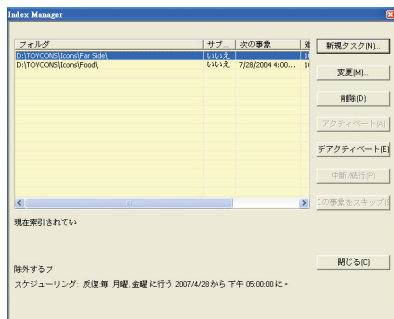 Index Manager
フォルダ サブ... 次の事象
D:\TOYCONS\Icons\Far Side\ いいえ
D:\TOYCONS\Icons\Food\ いいえ 7/28/2004 4:00...
新規タスク(N)...
変更(M)...
削除(D)
アクティベート(A)
デアクティベート(E)
中断/続行(P)
の事象をスキップ(
現在索引されてい
閉じる(C)
除外するフ
スケジューリング: 反復 毎 月曜, 金曜 に行う 2007/4/28 から 下午 05:00:00 に・